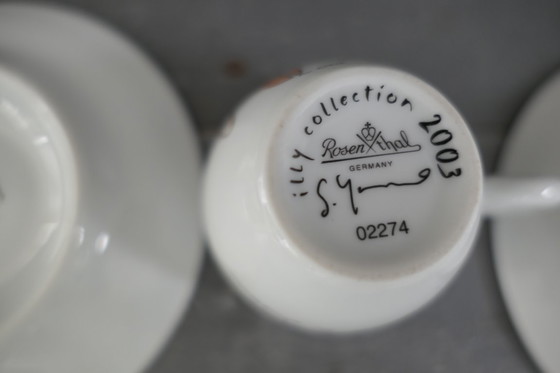 illy collection 2003
Rosenthal
GERMANY
02274